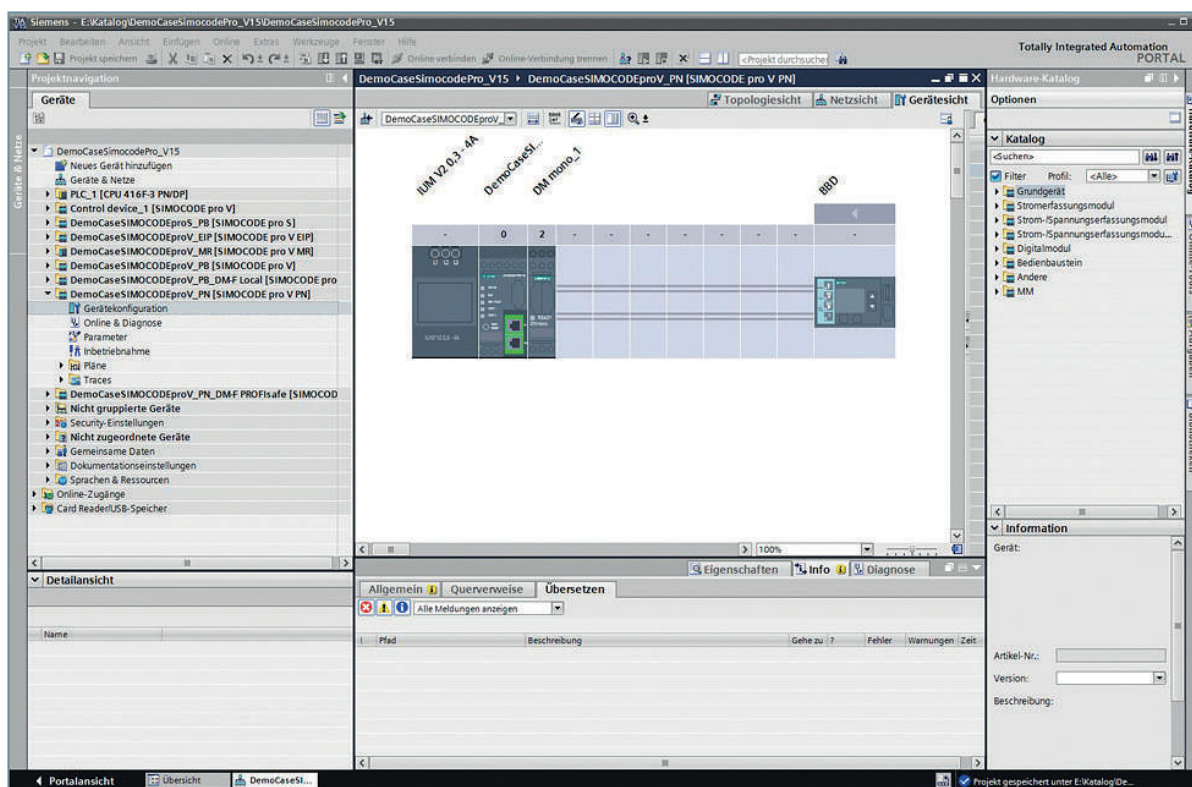 Siemens - E:\Katalog\DemoCaseSimocodePro_V15\DemoCaseSimocodePro_V15
Projekt Bearbeiten Ansicht Einfügen Online Extras Werkzeuge Fenster Hilfe
Projekt speichern
Online verbinden
Online-Verbindung trennen
<Projekt durchsuchen
Totally Integrated Automation
PORTAL
Projektnavigation
Geräte
Geräte & Netze
DemoCaseSimocodePro_V15
Neues Gerät hinzufügen
Geräte & Netze
PLC_1 [CPU 416F-3 PN/DP]
Control device_1 [SIMOCODE pro V]
DemoCaseSIMOCODEproS_PB [SIMOCODE pro S]
DemoCaseSIMOCODEproV_EIP [SIMOCODE pro V EIP]
DemoCaseSIMOCODEproV_MR [SIMOCODE pro V MR]
DemoCaseSIMOCODEproV_PB [SIMOCODE pro V]
DemoCaseSIMOCODEproV_PB_DM-F Local [SIMOCODE pro
DemoCaseSIMOCODEproV_PN [SIMOCODE pro V PN]
Gerätekonfiguration
Online & Diagnose
Parameter
Inbetriebnahme
Pläne
Traces
DemoCaseSIMOCODEproV_PN_DM-F PROFIsafe [SIMOCOD
Nicht gruppierte Geräte
Security-Einstellungen
Nicht zugeordnete Geräte
Gemeinsame Daten
Dokumentationseinstellungen
Sprachen & Ressourcen
Online-Zugänge
Card Reader/USB-Speicher
Detailansicht
Name
DemoCaseSimocodePro_V15 DemoCaseSIMOCODEproV_PN [SIMOCODE pro V PN]
Topologiesicht
Netzsicht
Gerätesicht
DemoCaseSIMOCODEproV_
IUM V2 0,3 - 4A
DemoCaseSI...
DM mono_1
BBD
- 0 2 - - - - - - - -
100%
Eigenschaften
Info
Diagnose
Allgemein
Querverweise
Übersetzen
Alle Meldungen anzeigen
! Pfad Beschreibung Gehe zu ? Fehler Warnungen Zeit
Hardware-Katalog
Optionen
Katalog
<Suchen>
Filter Profil: <Alle>
Grundgerät
Stromerfassungsmodul
Strom-/Spannungserfassungsmodul
Strom-/Spannungserfassungsmodu...
Digitalmodul
Bedienbaustein
Andere
MM
Information
Gerät:
Artikel-Nr.:
Version:
Beschreibung:
Portalansicht
Übersicht
DemoCaseSI...
Projekt gespeichert unter E:\Katalog\De...